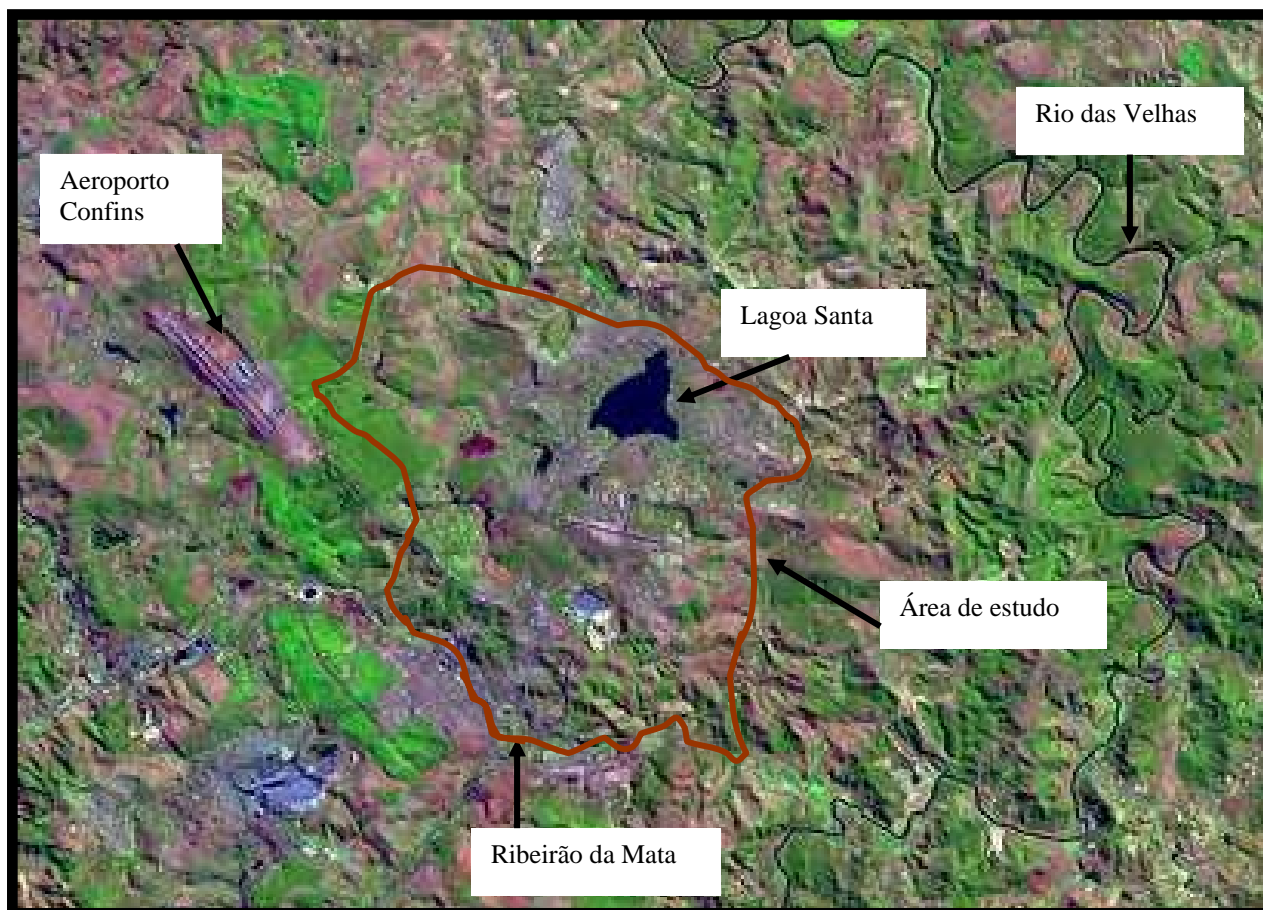 Rio das Velhas
Aeroporto
Confins
Lagoa Santa
Área de estudo
Ribeirão da Mata